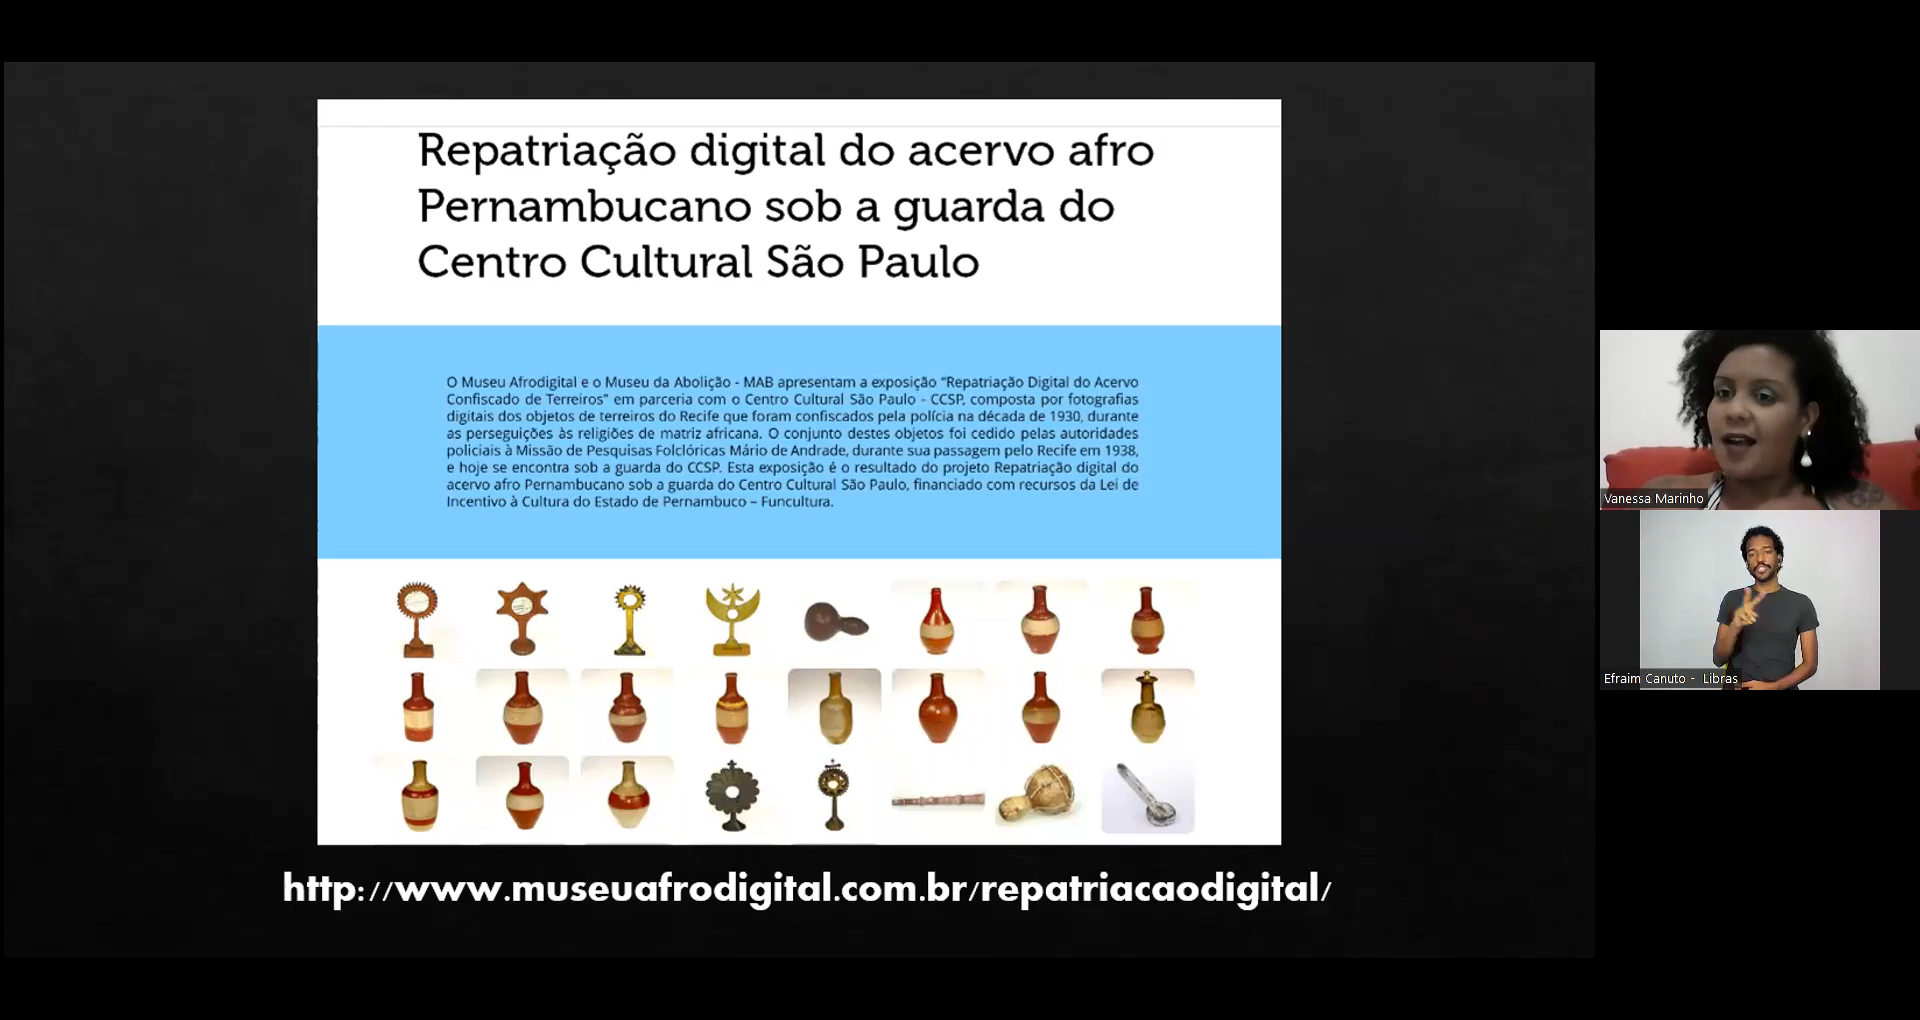 Repatriação digital do acervo afro
Pernambucano sob a guarda do
Centro Cultural São Paulo
O Museu Afrodigital e o Museu da Abolição - MAB apresentam a exposição “Repatriação Digital do Acervo
Confiscado de Terreiros” em parceria com o Centro Cultural São Paulo - CCSP, composta por fotografias
digitais dos objetos de terreiros do Recife que foram confiscados pela polícia na década de 1930, durante
as perseguições às religiões de matriz africana. O conjunto destes objetos foi cedido pelas autoridades
policiais à Missão de Pesquisas Folclóricas Mário de Andrade, durante sua passagem pelo Recife em 1938,
e hoje se encontra sob a guarda do CCSP. Esta exposição é o resultado do projeto Repatriação digital do
acervo afro Pernambucano sob a guarda do Centro Cultural São Paulo, financiado com recursos da Lei de
Incentivo à Cultura do Estado de Pernambuco – Funcultura.
http://www.museuafrodigital.com.br/repatriacaodigital/
Vanessa Marinho
Efraim Canuto - Libras